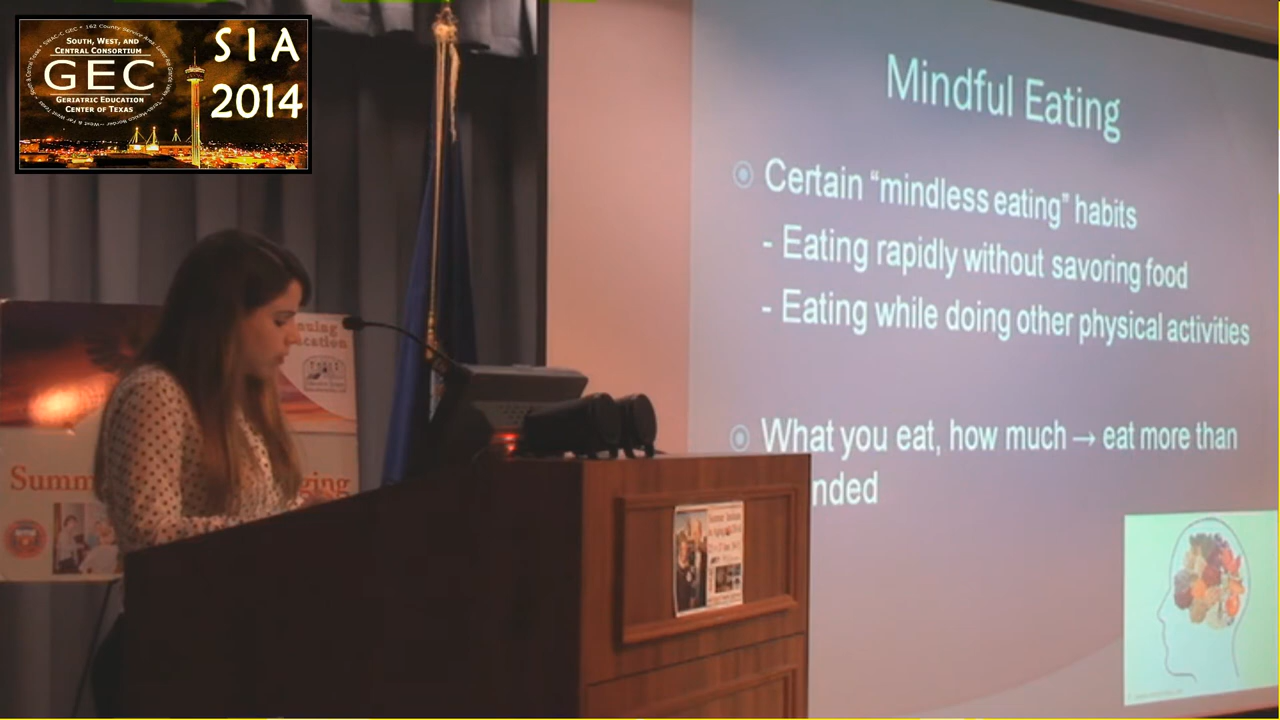 SOUTH, WEST, AND
CENTRAL CONSORTIUM
GEC
GERIATRIC EDUCATION
CENTER OF TEXAS
SIA
2014
Mindful Eating
Certain “mindless eating” habits
- Eating rapidly without savoring food
- Eating while doing other physical activities
What you eat, how much → eat more than
nded
Summ
ging